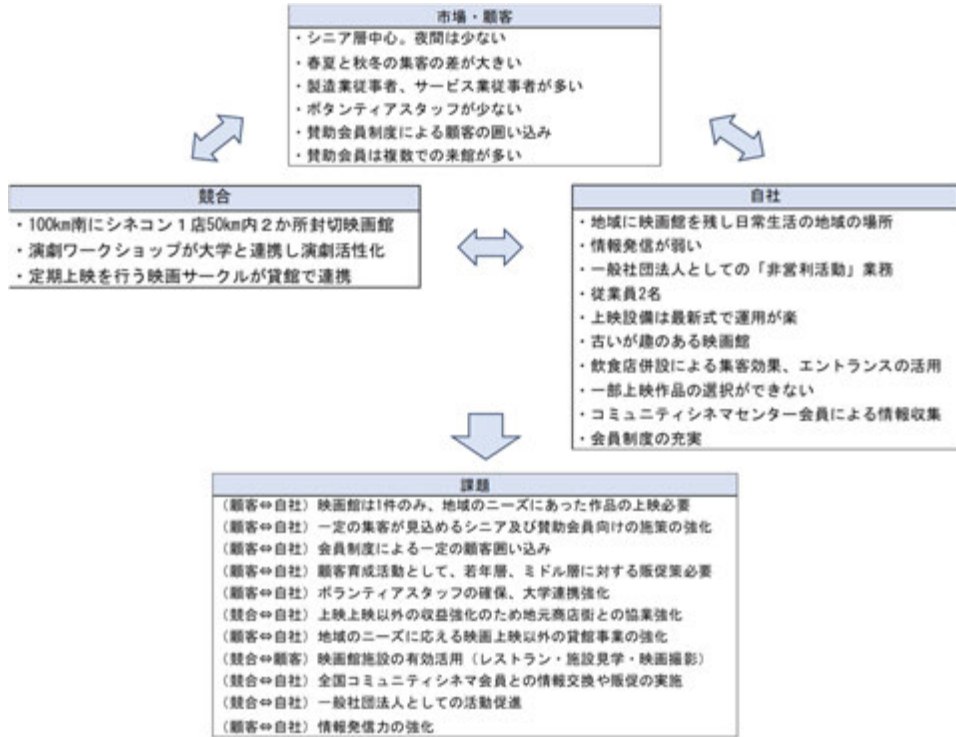 市場・顧客
・シニア層中心。夜間は少ない
・春夏と秋冬の集客の差が大きい
・製造業従事者、サービス業従事者が多い
・ボタンティアスタッフが少ない
・賛助会員制度による顧客の囲い込み
・賛助会員は複数での来館が多い
競合
・100km南にシネコン１店50km内２か所封切映画館
・演劇ワークショップが大学と連携し演劇活性化
・定期上映を行う映画サークルが貸館で連携
自社
・地域に映画館を残し日常生活の地域の場所
・情報発信が弱い
・一般社団法人としての「非営利活動」業務
・従業員2名
・上映設備は最新式で運用が楽
・古いが趣のある映画館
・飲食店併設による集客効果、エントランスの活用
・一部上映作品の選択ができない
・コミュニティシネマセンター会員による情報収集
・会員制度の充実
課題
（顧客⇔自社）映画館は1件のみ、地域のニーズにあった作品の上映必要
（顧客⇔自社）一定の集客が見込めるシニア及び賛助会員向けの施策の強化
（顧客⇔自社）会員制度による一定の顧客囲い込み
（顧客⇔自社）顧客育成活動として、若年層、ミドル層に対する販促策必要
（顧客⇔自社）ボランティアスタッフの確保、大学連携強化
（競合⇔自社）上映上映以外の収益強化のため地元商店街との協業強化
（顧客⇔自社）地域のニーズに応える映画上映以外の貸館事業の強化
（競合⇔顧客）映画館施設の有効活用（レストラン・施設見学・映画撮影）
（競合⇔自社）全国コミュニティシネマ会員との情報交換や販促の実施
（競合⇔自社）一般社団法人としての活動促進
（顧客⇔自社）情報発信力の強化